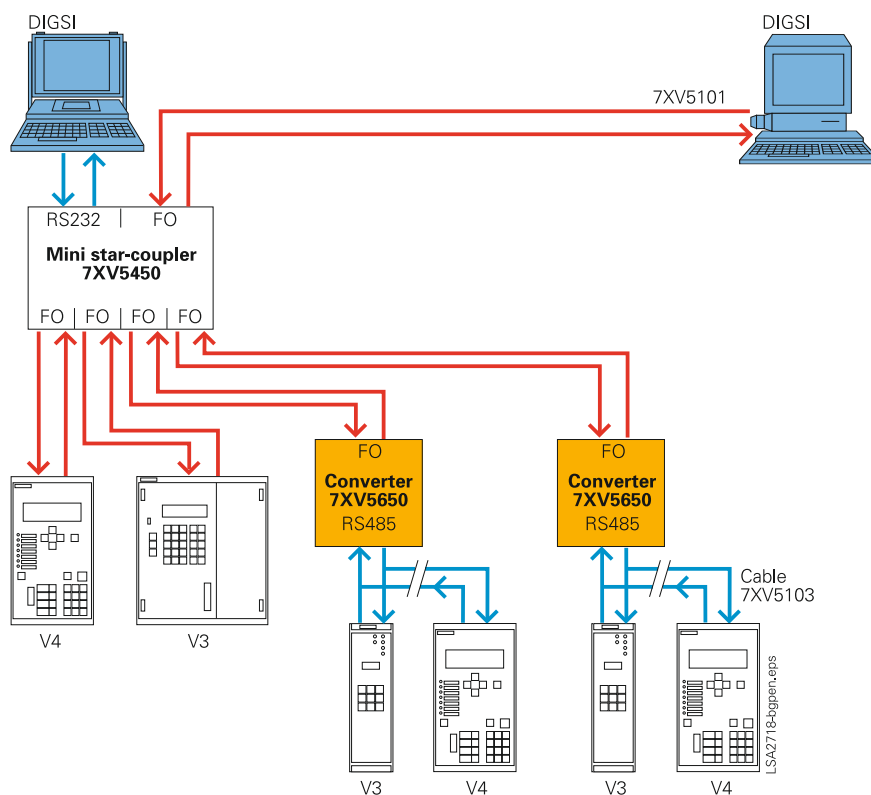 DIGSI
DIGSI
7XV5101
RS232 | FO
Mini star-coupler
7XV5450
FO FO FO FO
FO
Converter
7XV5650
RS485
FO
Converter
7XV5650
RS485
Cable
7XV5103
V4
V3
V3
V4
V3
V4
LSA2718-bgpen.eps